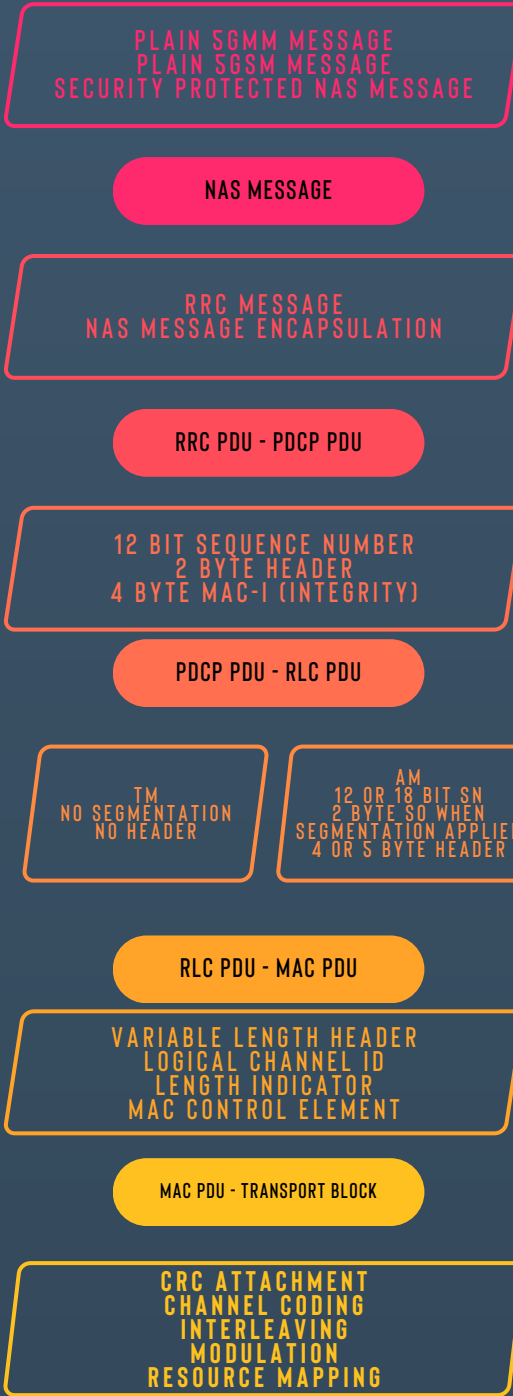 PLAIN 5GMM MESSAGE
PLAIN 5GSM MESSAGE
SECURITY PROTECTED NAS MESSAGE
NAS MESSAGE
RRC MESSAGE
NAS MESSAGE ENCAPSULATION
RRC PDU - PDCP PDU
12 BIT SEQUENCE NUMBER
2 BYTE HEADER
4 BYTE MAC-I (INTEGRITY)
PDCP PDU - RLC PDU
TM
NO SEGMENTATION
NO HEADER
AM
12 OR 18 BIT SN
2 BYTE SO WHEN
SEGMENTATION APPLIE
4 OR 5 BYTE HEADER
RLC PDU - MAC PDU
VARIABLE LENGTH HEADER
LOGICAL CHANNEL ID
LENGTH INDICATOR
MAC CONTROL ELEMENT
MAC PDU - TRANSPORT BLOCK
CRC ATTACHMENT
CHANNEL CODING
INTERLEAVING
MODULATION
RESOURCE MAPPING